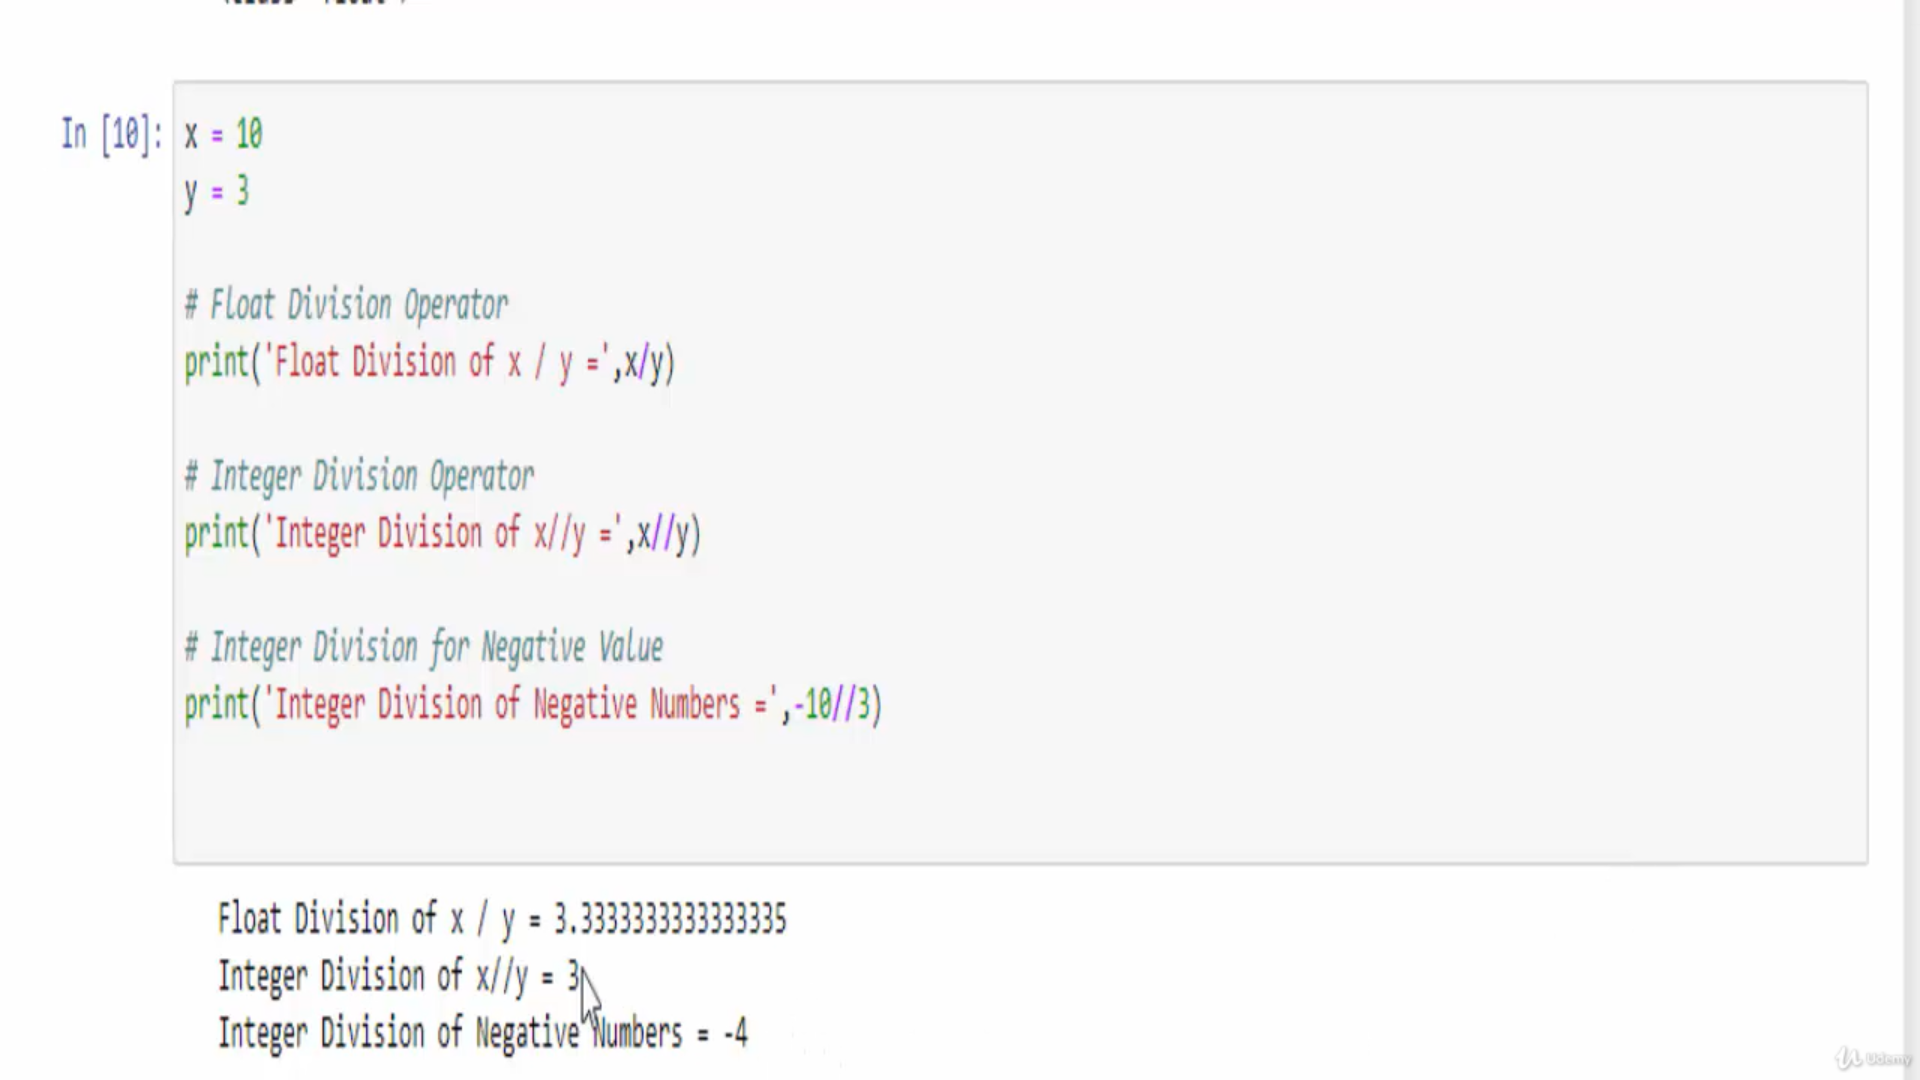 In [10]: x = 10
y = 3
# Float Division Operator
print('Float Division of x / y =',x/y)
# Integer Division Operator
print('Integer Division of x//y =',x//y)
# Integer Division for Negative Value
print('Integer Division of Negative Numbers =',-10//3)
Float Division of x / y = 3.3333333333333335
Integer Division of x//y = 3
Integer Division of Negative Numbers = -4
Udemy